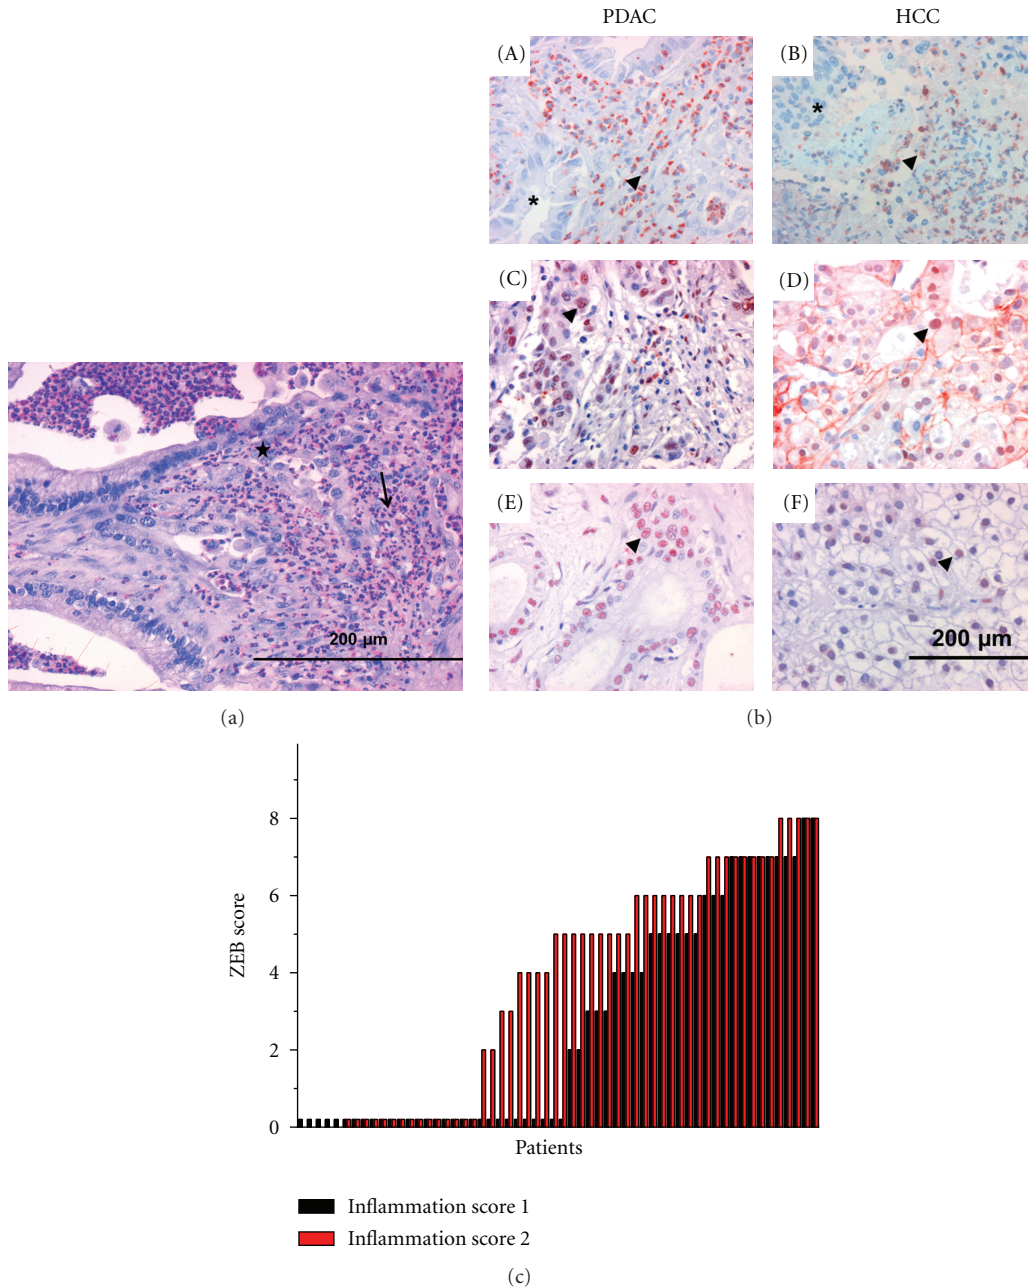 PDAC
HCC
(A)
(B)
*
*
(C)
(D)
(E)
(F)
200 µm
200 µm
(a)
(b)
8
6
4
2
0
ZEB score
Patients
Inflammation score 1
Inflammation score 2
(c)